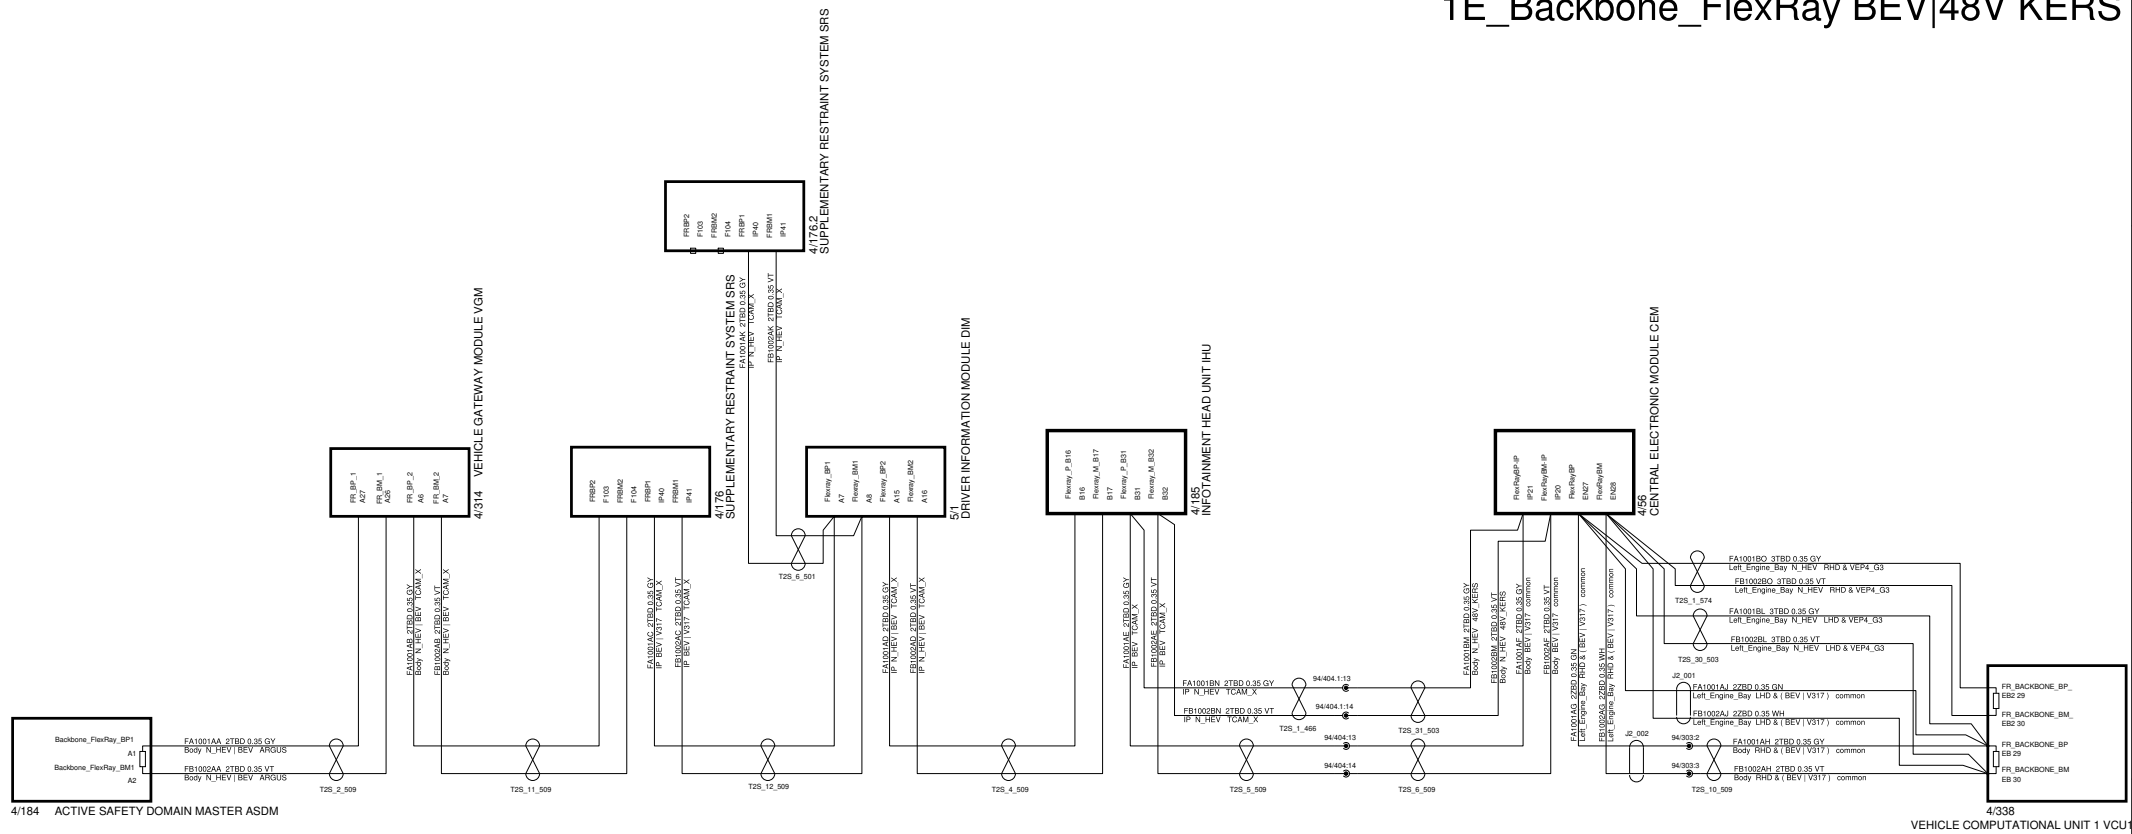 1E_Backbone_FlexRay BEV|48V KERS
FRBP2
F103
FRBM2
F104
FRBP1
IP40
FRBM1
IP41
4/176.2
SUPPLEMENTARY RESTRAINT SYSTEM SRS
FA1001AK 2TBD 0.35 GY
IP N_HEV TCAM_X
FB1002AK 2TBD 0.35 VT
IP N_HEV TCAM_X
T2S_6_501
Backbone_FlexRay_BP1
A1
Backbone_FlexRay_BM1
A2
4/184 ACTIVE SAFETY DOMAIN MASTER ASDM
FA1001AA 2TBD 0.35 GY
Body N_HEV | BEV ARGUS
FB1002AA 2TBD 0.35 VT
Body N_HEV | BEV ARGUS
T2S_2_509
FR_BP_1
A27
FR_BM_1
A26
FR_BP_2
A6
FR_BM_2
A7
4/314 VEHICLE GATEWAY MODULE VGM
FA1001AB 2TBD 0.35 GY
Body N_HEV | BEV TCAM_X
FB1002AB 2TBD 0.35 VT
Body N_HEV | BEV TCAM_X
T2S_11_509
FRBP2
F103
FRBM2
F104
FRBP1
IP40
FRBM1
IP41
4/176
SUPPLEMENTARY RESTRAINT SYSTEM SRS
FA1001AC 2TBD 0.35 GY
IP BEV | V317 TCAM_X
FB1002AC 2TBD 0.35 VT
IP BEV | V317 TCAM_X
T2S_12_509
Flexray_BP1
A7
Flexray_BM1
A8
Flexray_BP2
A15
Flexray_BM2
A16
5/1
DRIVER INFORMATION MODULE DIM
FA1001AD 2TBD 0.35 GY
IP N_HEV | BEV TCAM_X
FB1002AD 2TBD 0.35 VT
IP N_HEV | BEV TCAM_X
T2S_4_509
Flexray_P_B16
B16
Flexray_M_B17
B17
Flexray_P_B31
B31
Flexray_M_B32
B32
4/185
INFOTAINMENT HEAD UNIT IHU
FA1001AE 2TBD 0.35 GY
IP BEV TCAM_X
FB1002AE 2TBD 0.35 VT
IP BEV TCAM_X
FA1001BN 2TBD 0.35 GY
IP N_HEV TCAM_X
FB1002BN 2TBD 0.35 VT
IP N_HEV TCAM_X
T2S_1_466
94/404.1:13
94/404.1:14
T2S_31_503
94/404:13
94/404:14
T2S_5_509
T2S_6_509
FA1001BM 2TBD 0.35 GY
Body N_HEV 48V_KERS
FB1002BM 2TBD 0.35 VT
Body N_HEV 48V_KERS
FA1001AF 2TBD 0.35 GY
Body BEV | V317 common
FB1002AF 2TBD 0.35 VT
Body BEV | V317 common
FlexRayBP-IP
IP21
FlexRayBM-IP
IP20
FlexRayBP
EN27
FlexRayBM
EN28
4/56
CENTRAL ELECTRONIC MODULE CEM
FA1001AG 2ZBD 0.35 GN
Left_Engine_Bay RHD & ( BEV | V317 ) common
FB1002AG 2ZBD 0.35 WH
Left_Engine_Bay RHD & ( BEV | V317 ) common
FA1001BO 3TBD 0.35 GY
Left_Engine_Bay N_HEV RHD & VEP4_G3
FB1002BO 3TBD 0.35 VT
Left_Engine_Bay N_HEV RHD & VEP4_G3
T2S_1_574
FA1001BL 3TBD 0.35 GY
Left_Engine_Bay N_HEV LHD & VEP4_G3
FB1002BL 3TBD 0.35 VT
Left_Engine_Bay N_HEV LHD & VEP4_G3
T2S_30_503
J2_001
FA1001AJ 2ZBD 0.35 GN
Left_Engine_Bay LHD & ( BEV | V317 ) common
FB1002AJ 2ZBD 0.35 WH
Left_Engine_Bay LHD & ( BEV | V317 ) common
J2_002
94/303:2
FA1001AH 2TBD 0.35 GY
Body RHD & ( BEV | V317 ) common
94/303:3
FB1002AH 2TBD 0.35 VT
Body RHD & ( BEV | V317 ) common
T2S_10_509
FR_BACKBONE_BP_
EB2 29
FR_BACKBONE_BM_
EB2 30
FR_BACKBONE_BP
EB 29
FR_BACKBONE_BM
EB 30
4/338
VEHICLE COMPUTATIONAL UNIT 1 VCU1